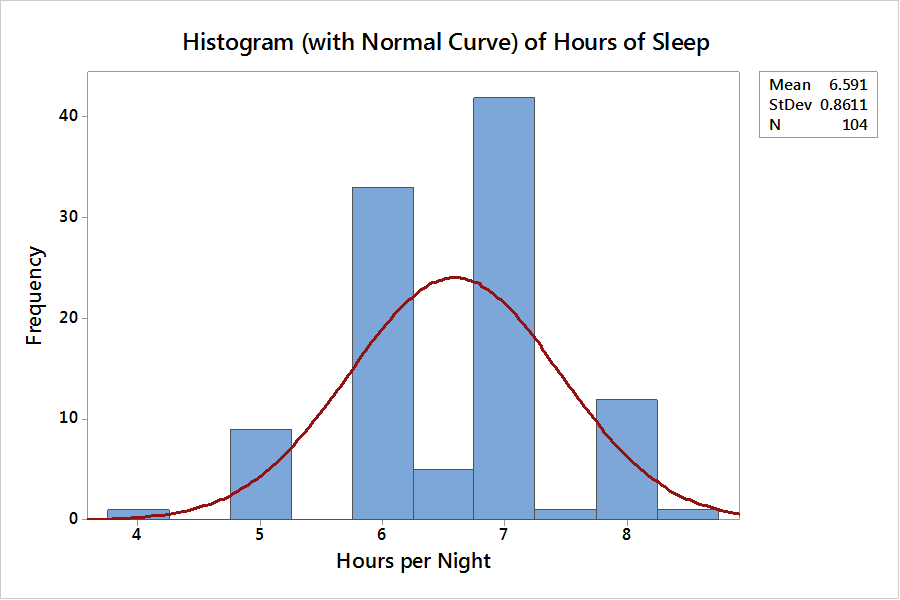 Histogram (with Normal Curve) of Hours of Sleep
Mean 6.591
StDev 0.8611
N 104
Frequency
40
30
20
10
0
4 5 6 7 8
Hours per Night